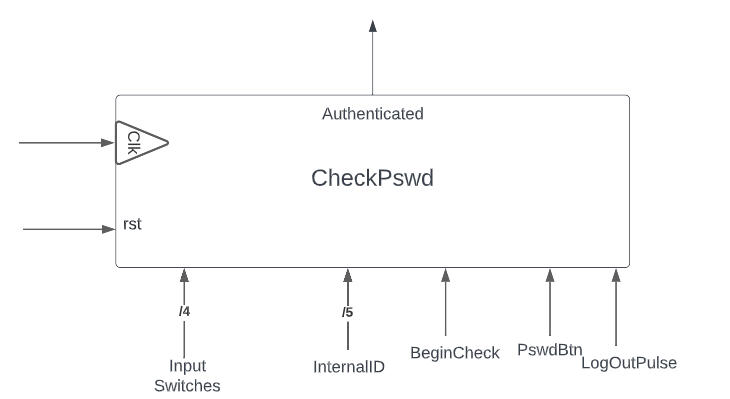 Authenticated
Clk
CheckPswd
rst
/4
/5
Input
Switches
InternalID
BeginCheck
PswdBtn
LogOutPulse